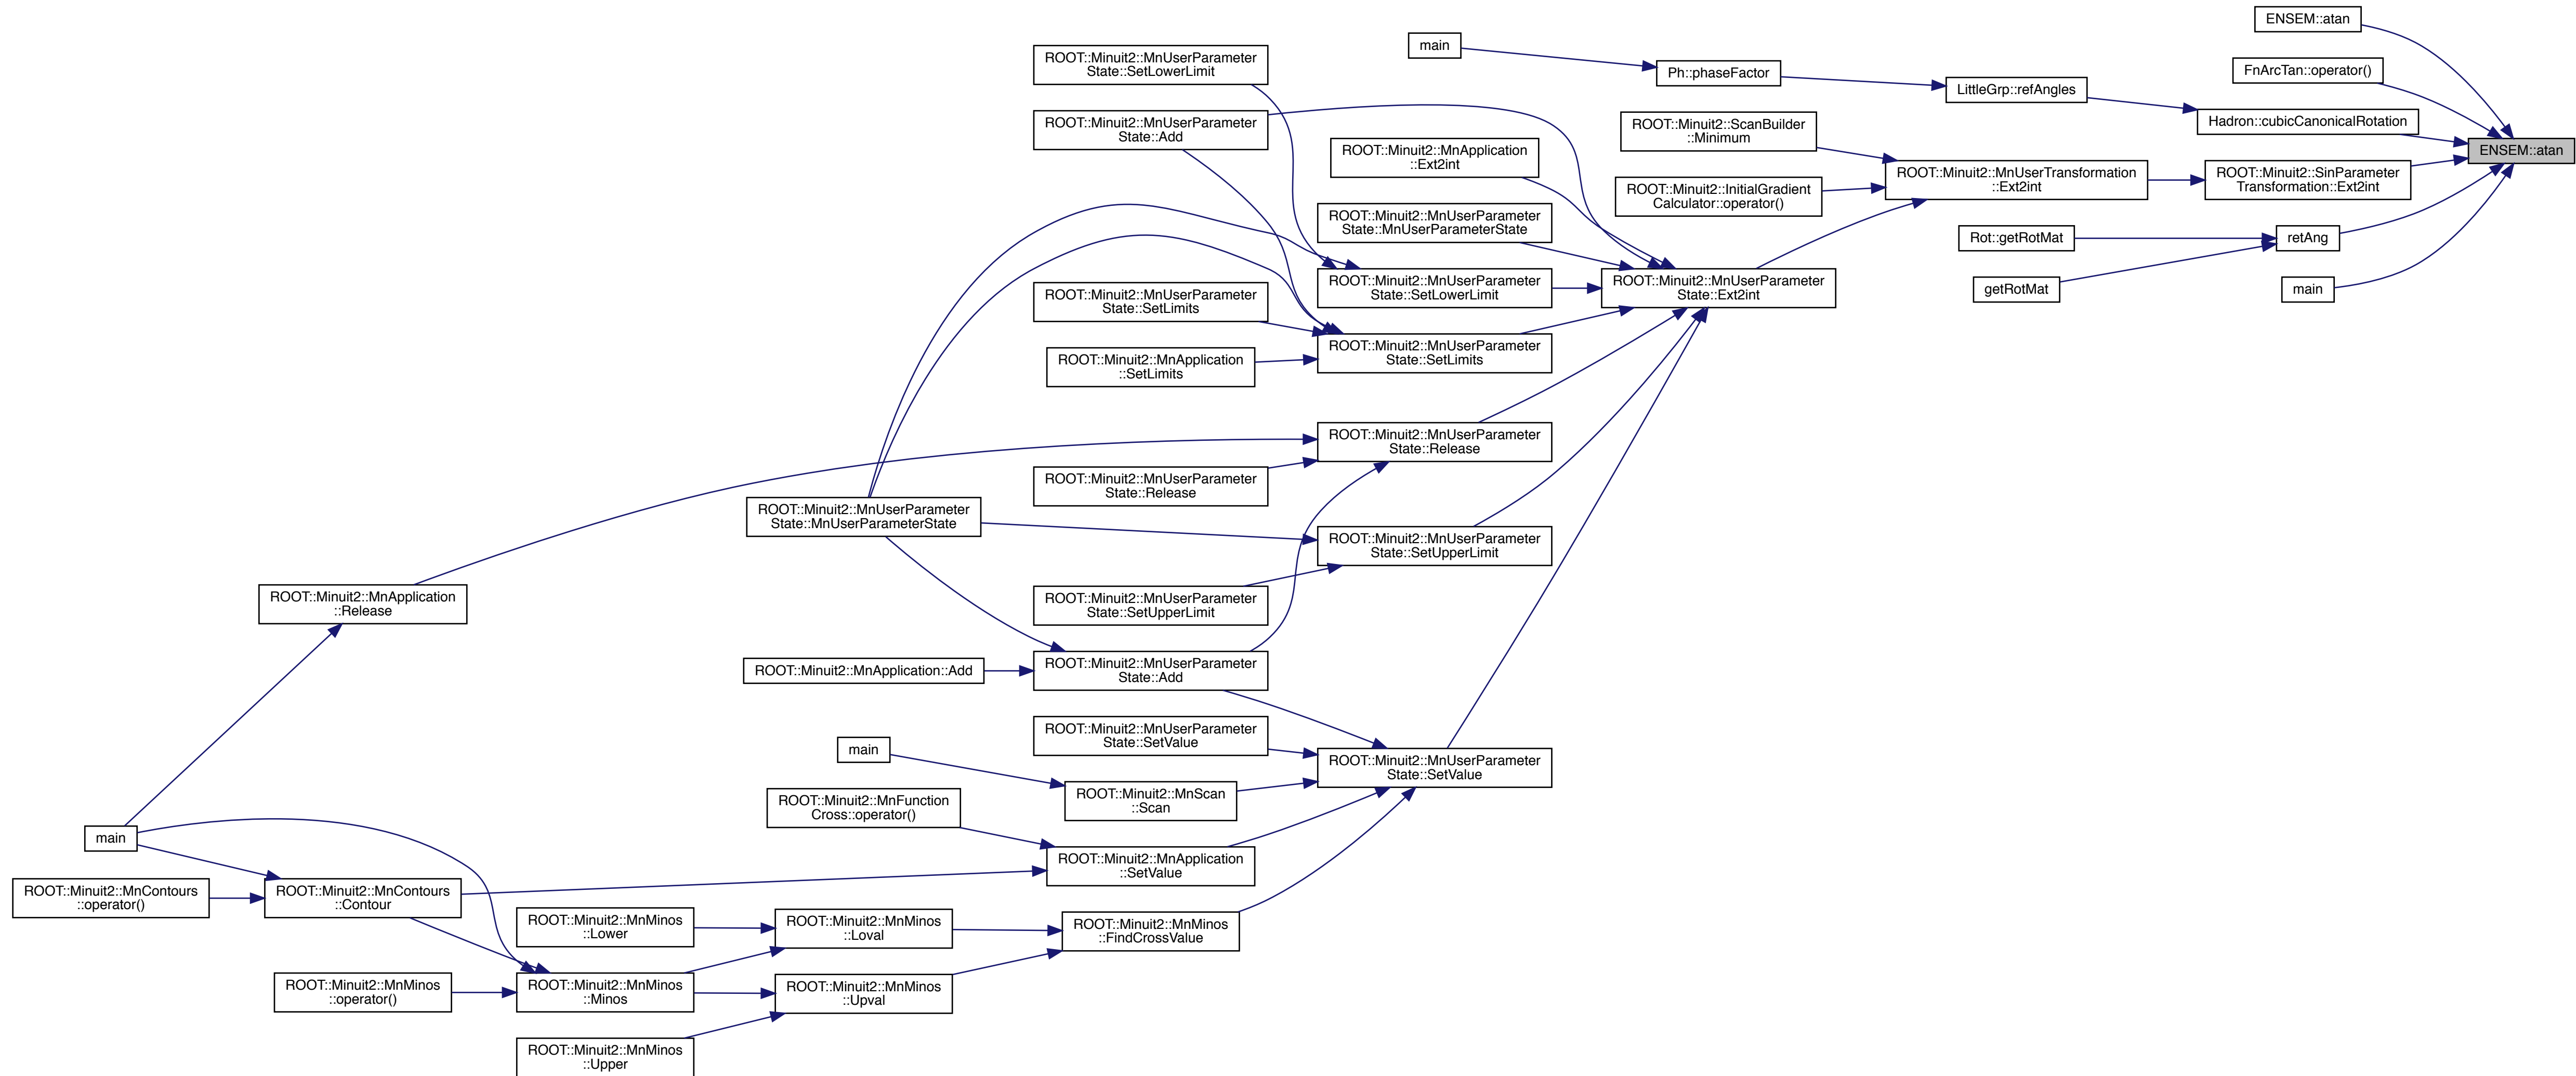 ENSEM::atan
main
ROOT::Minuit2::MnUserParameter
State::SetLowerLimit
Ph::phaseFactor
FnArcTan::operator()
LittleGrp::refAngles
Hadron::cubicCanonicalRotation
ROOT::Minuit2::MnUserParameter
State::Add
ROOT::Minuit2::ScanBuilder
::Minimum
ENSEM::atan
ROOT::Minuit2::MnApplication
::Ext2int
ROOT::Minuit2::MnUserTransformation
::Ext2int
ROOT::Minuit2::SinParameter
Transformation::Ext2int
ROOT::Minuit2::InitialGradient
Calculator::operator()
ROOT::Minuit2::MnUserParameter
State::MnUserParameterState
Rot::getRotMat
retAng
ROOT::Minuit2::MnUserParameter
State::SetLowerLimit
ROOT::Minuit2::MnUserParameter
State::Ext2int
getRotMat
main
ROOT::Minuit2::MnUserParameter
State::SetLimits
ROOT::Minuit2::MnUserParameter
State::SetLimits
ROOT::Minuit2::MnApplication
::SetLimits
ROOT::Minuit2::MnUserParameter
State::Release
ROOT::Minuit2::MnUserParameter
State::Release
ROOT::Minuit2::MnUserParameter
State::MnUserParameterState
ROOT::Minuit2::MnUserParameter
State::SetUpperLimit
ROOT::Minuit2::MnApplication
::Release
ROOT::Minuit2::MnUserParameter
State::SetUpperLimit
ROOT::Minuit2::MnApplication::Add
ROOT::Minuit2::MnUserParameter
State::Add
ROOT::Minuit2::MnUserParameter
State::SetValue
main
ROOT::Minuit2::MnUserParameter
State::SetValue
ROOT::Minuit2::MnScan
::Scan
ROOT::Minuit2::MnFunction
Cross::operator()
main
ROOT::Minuit2::MnApplication
::SetValue
ROOT::Minuit2::MnContours
::operator()
ROOT::Minuit2::MnContours
::Contour
ROOT::Minuit2::MnMinos
::Lower
ROOT::Minuit2::MnMinos
::Loval
ROOT::Minuit2::MnMinos
::FindCrossValue
ROOT::Minuit2::MnMinos
::operator()
ROOT::Minuit2::MnMinos
::Minos
ROOT::Minuit2::MnMinos
::Upval
ROOT::Minuit2::MnMinos
::Upper